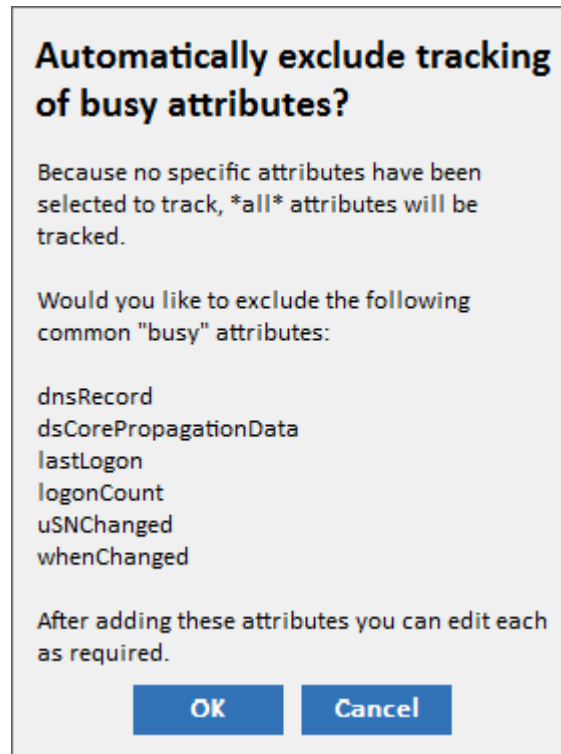 Automatically exclude tracking
of busy attributes?
Because no specific attributes have been
selected to track, *all* attributes will be
tracked.
Would you like to exclude the following
common "busy" attributes:
dnsRecord
dsCorePropagationData
lastLogon
logonCount
uSNChanged
whenChanged
After adding these attributes you can edit each
as required.
OK
Cancel